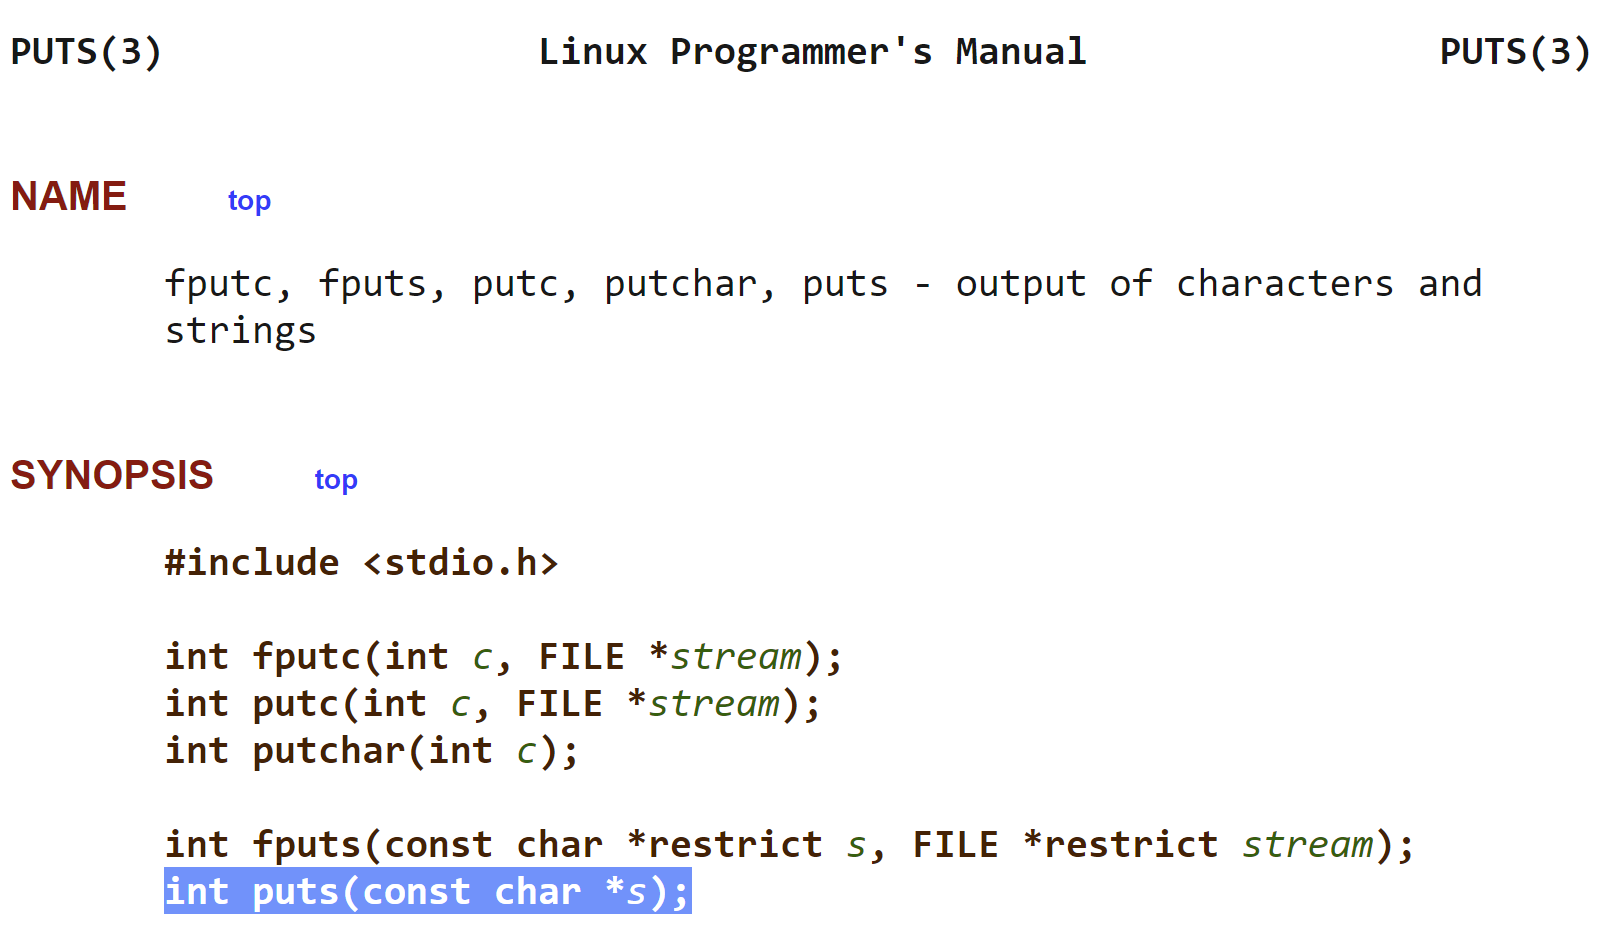 PUTS(3) Linux Programmer's Manual PUTS(3)
NAME top
fputc, fputs, putc, putchar, puts - output of characters and
strings
SYNOPSIS top
#include <stdio.h>
int fputc(int c, FILE *stream);
int putc(int c, FILE *stream);
int putchar(int c);
int fputs(const char *restrict s, FILE *restrict stream);
int puts(const char *s);